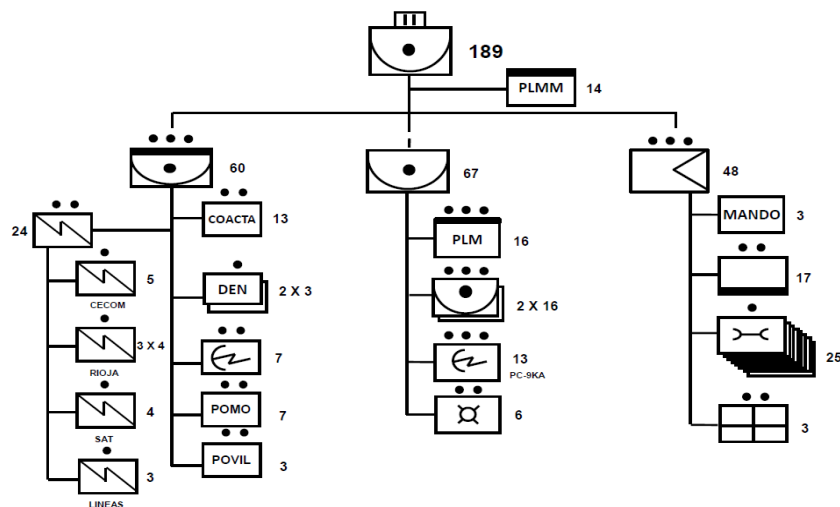 189
PLMM 14
60
67
48
24
COACTA 13
MANDO 3
5
CECOM
PLM 16
17
DEN 2 X 3
2 X 16
3 X 4
RIOJA
7
13
PC-9KA
25
4
SAT
POMO 7
6
3
POVIL 3
3
LINEAS